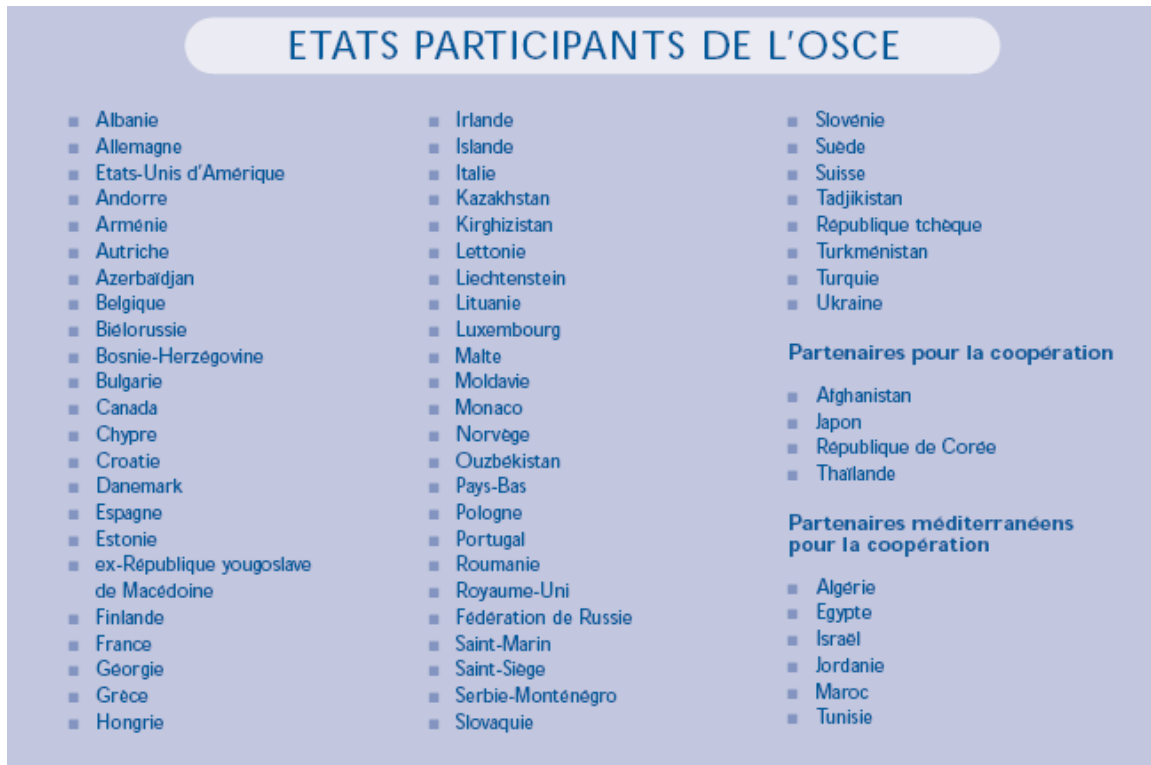 ETATS PARTICIPANTS DE L'OSCE
Albanie
Allemagne
Etats-Unis d'Amérique
Andorre
Arménie
Autriche
Azerbaïdjan
Belgique
Biélorussie
Bosnie-Herzégovine
Bulgarie
Canada
Chypre
Croatie
Danemark
Espagne
Estonie
ex-République yougoslave
de Macédoine
Finlande
France
Géorgie
Grèce
Hongrie
Irlande
Islande
Italie
Kazakhstan
Kirghizistan
Lettonie
Liechtenstein
Lituanie
Luxembourg
Malte
Moldavie
Monaco
Norvège
Ouzbékistan
Pays-Bas
Pologne
Portugal
Roumanie
Royaume-Uni
Fédération de Russie
Saint-Marin
Saint-Siège
Serbie-Monténégro
Slovaquie
Slovénie
Suède
Suisse
Tadjikistan
République tchèque
Turkménistan
Turquie
Ukraine
Partenaires pour la coopération
Afghanistan
Japon
République de Corée
Thaïlande
Partenaires méditerranéens
pour la coopération
Algérie
Egypte
Israël
Jordanie
Maroc
Tunisie